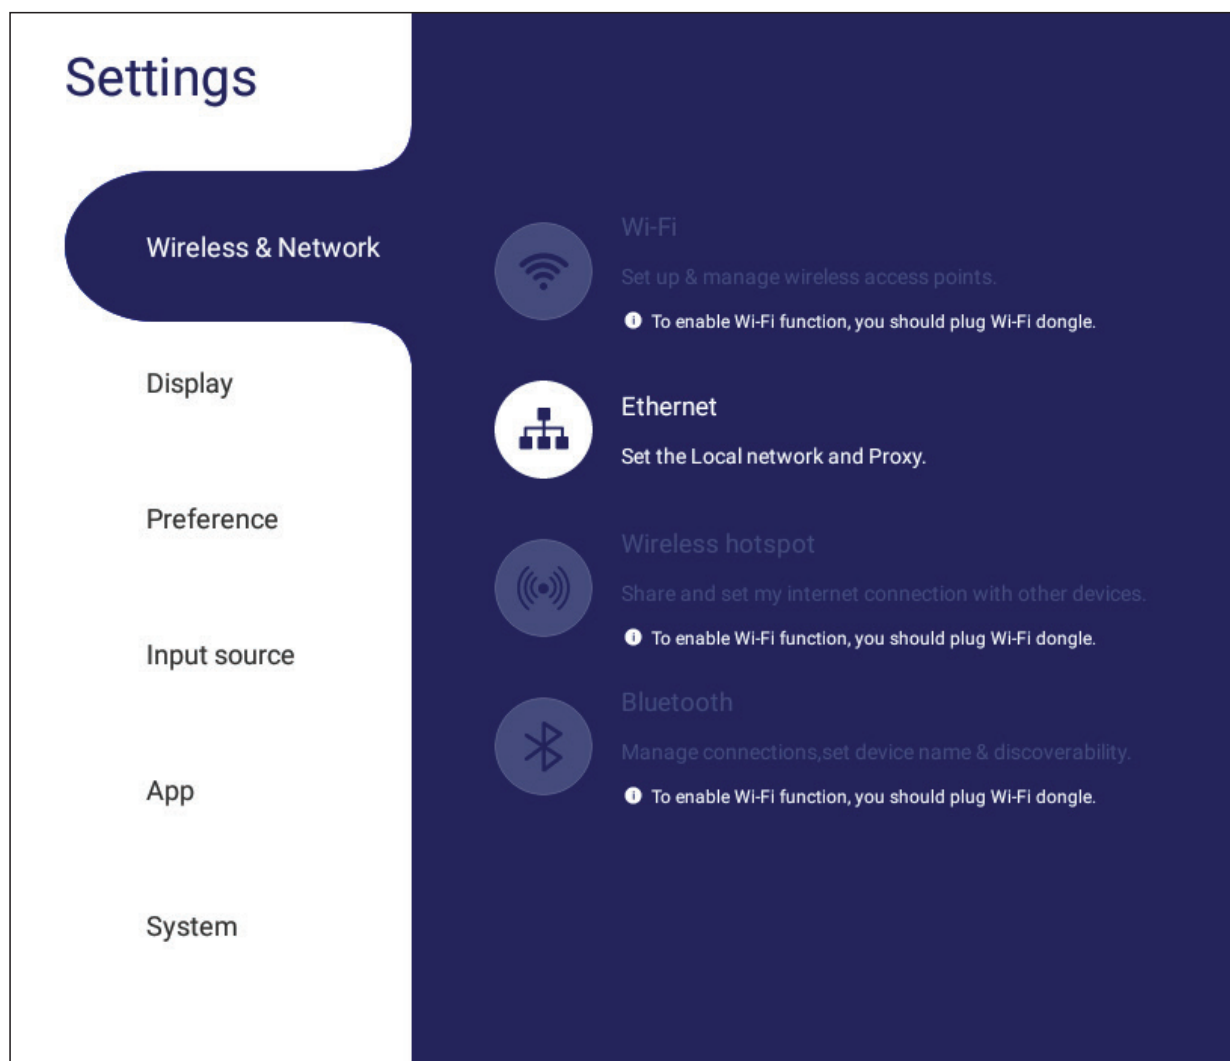 Settings
Wireless & Network
Display
Preference
Input source
App
System
Wi-Fi
Set up & manage wireless access points.
To enable Wi-Fi function, you should plug Wi-Fi dongle.
Ethernet
Set the Local network and Proxy.
Wireless hotspot
Share and set my internet connection with other devices.
To enable Wi-Fi function, you should plug Wi-Fi dongle.
Bluetooth
Manage connections,set device name & discoverability.
To enable Wi-Fi function, you should plug Wi-Fi dongle.